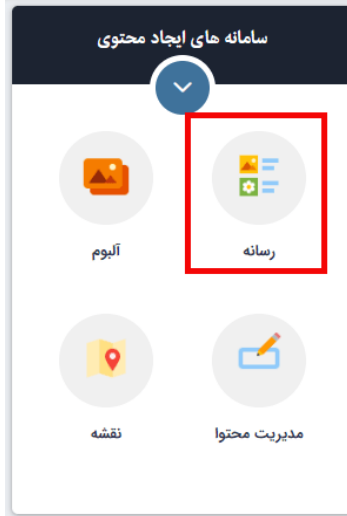 سامانه های ایجاد محتوی
رسانه
آلبوم
مدیریت محتوا
نقشه